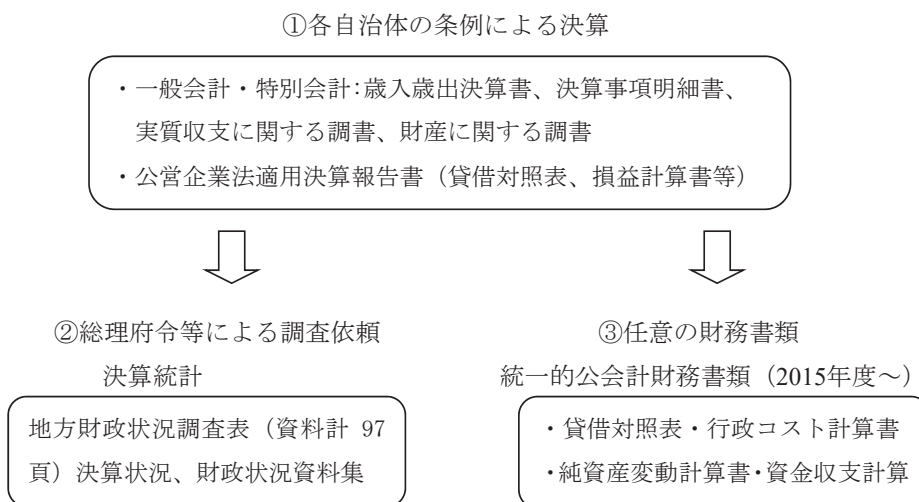 ①各自治体の条例による決算
・一般会計・特別会計:歳入歳出決算書、決算事項明細書、
実質収支に関する調書、財産に関する調書
・公営企業法適用決算報告書（貸借対照表、損益計算書等）
②総理府令等による調査依頼
決算統計
地方財政状況調査表（資料計 97
頁）決算状況、財政状況資料集
③任意の財務書類
統一的公会計財務書類（2015年度～）
・貸借対照表・行政コスト計算書
・純資産変動計算書・資金収支計算